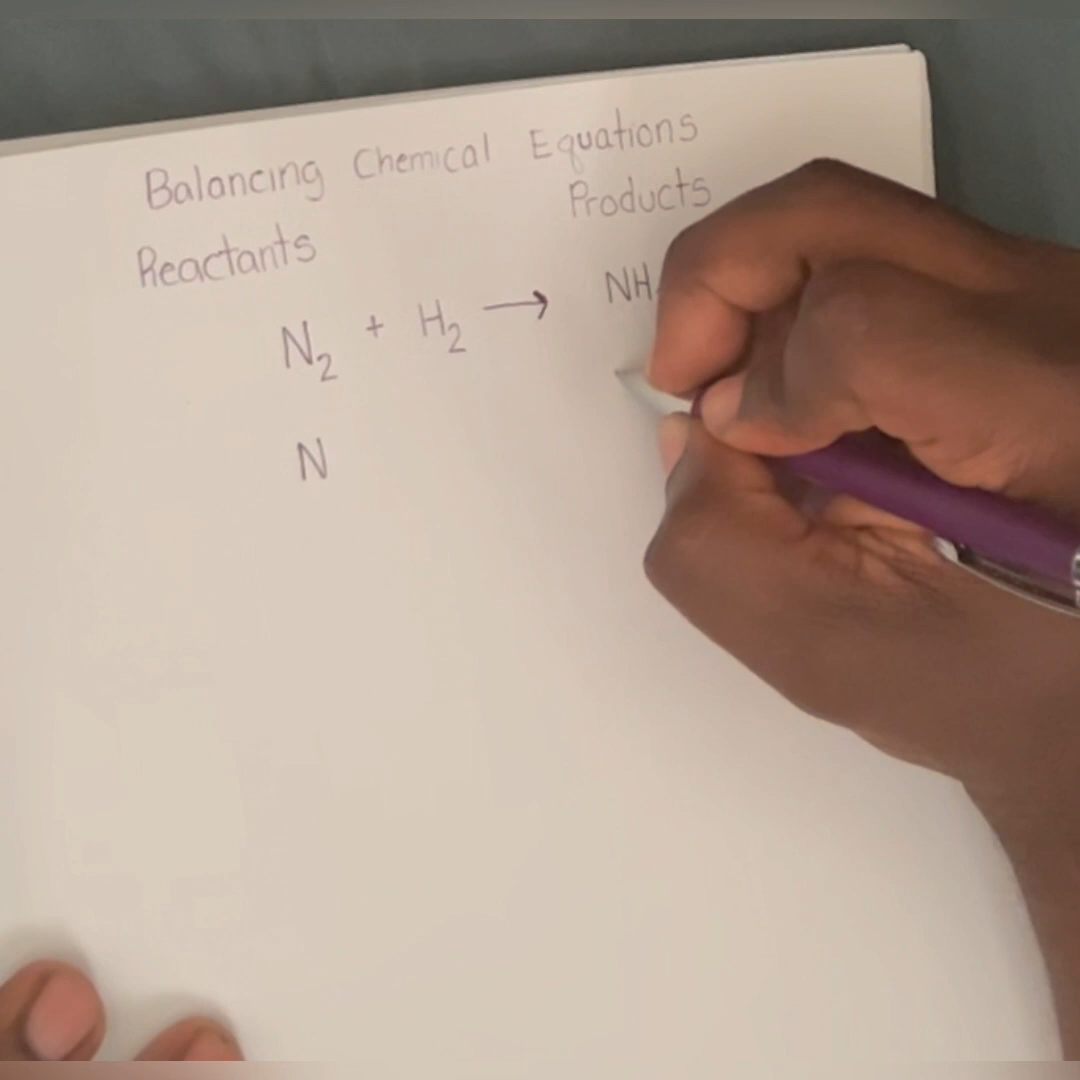 Balancing Chemical Equations
Reactants Products
N₂ + H₂ → NH
N